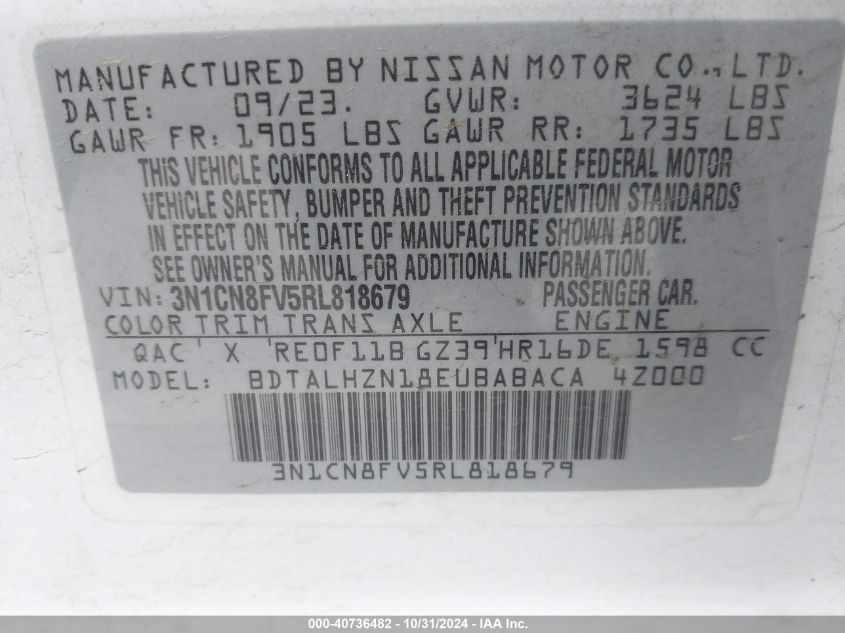 MANUFACTURED BY NISSAN MOTOR CO., LTD.
DATE: 09/23. GVWR: 3624 LBS
GAWR FR: 1905 LBS GAWR RR: 1735 LBS
THIS VEHICLE CONFORMS TO ALL APPLICABLE FEDERAL MOTOR
VEHICLE SAFETY, BUMPER AND THEFT PREVENTION STANDARDS
IN EFFECT ON THE DATE OF MANUFACTURE SHOWN ABOVE.
SEE OWNER'S MANUAL FOR ADDITIONAL INFORMATION
VIN: 3N1CN8FV5RL818679 PASSENGER CAR.
COLOR TRIM TRANS AXLE ENGINE
QAC' X 'RE0F11B GZ39'HR16DE 1598 CC
MODEL: BDTALHZN18EUBABACA 4Z000
3N1CN8FV5RL818679
000-40736482 - 10/31/2024 - IAA Inc.